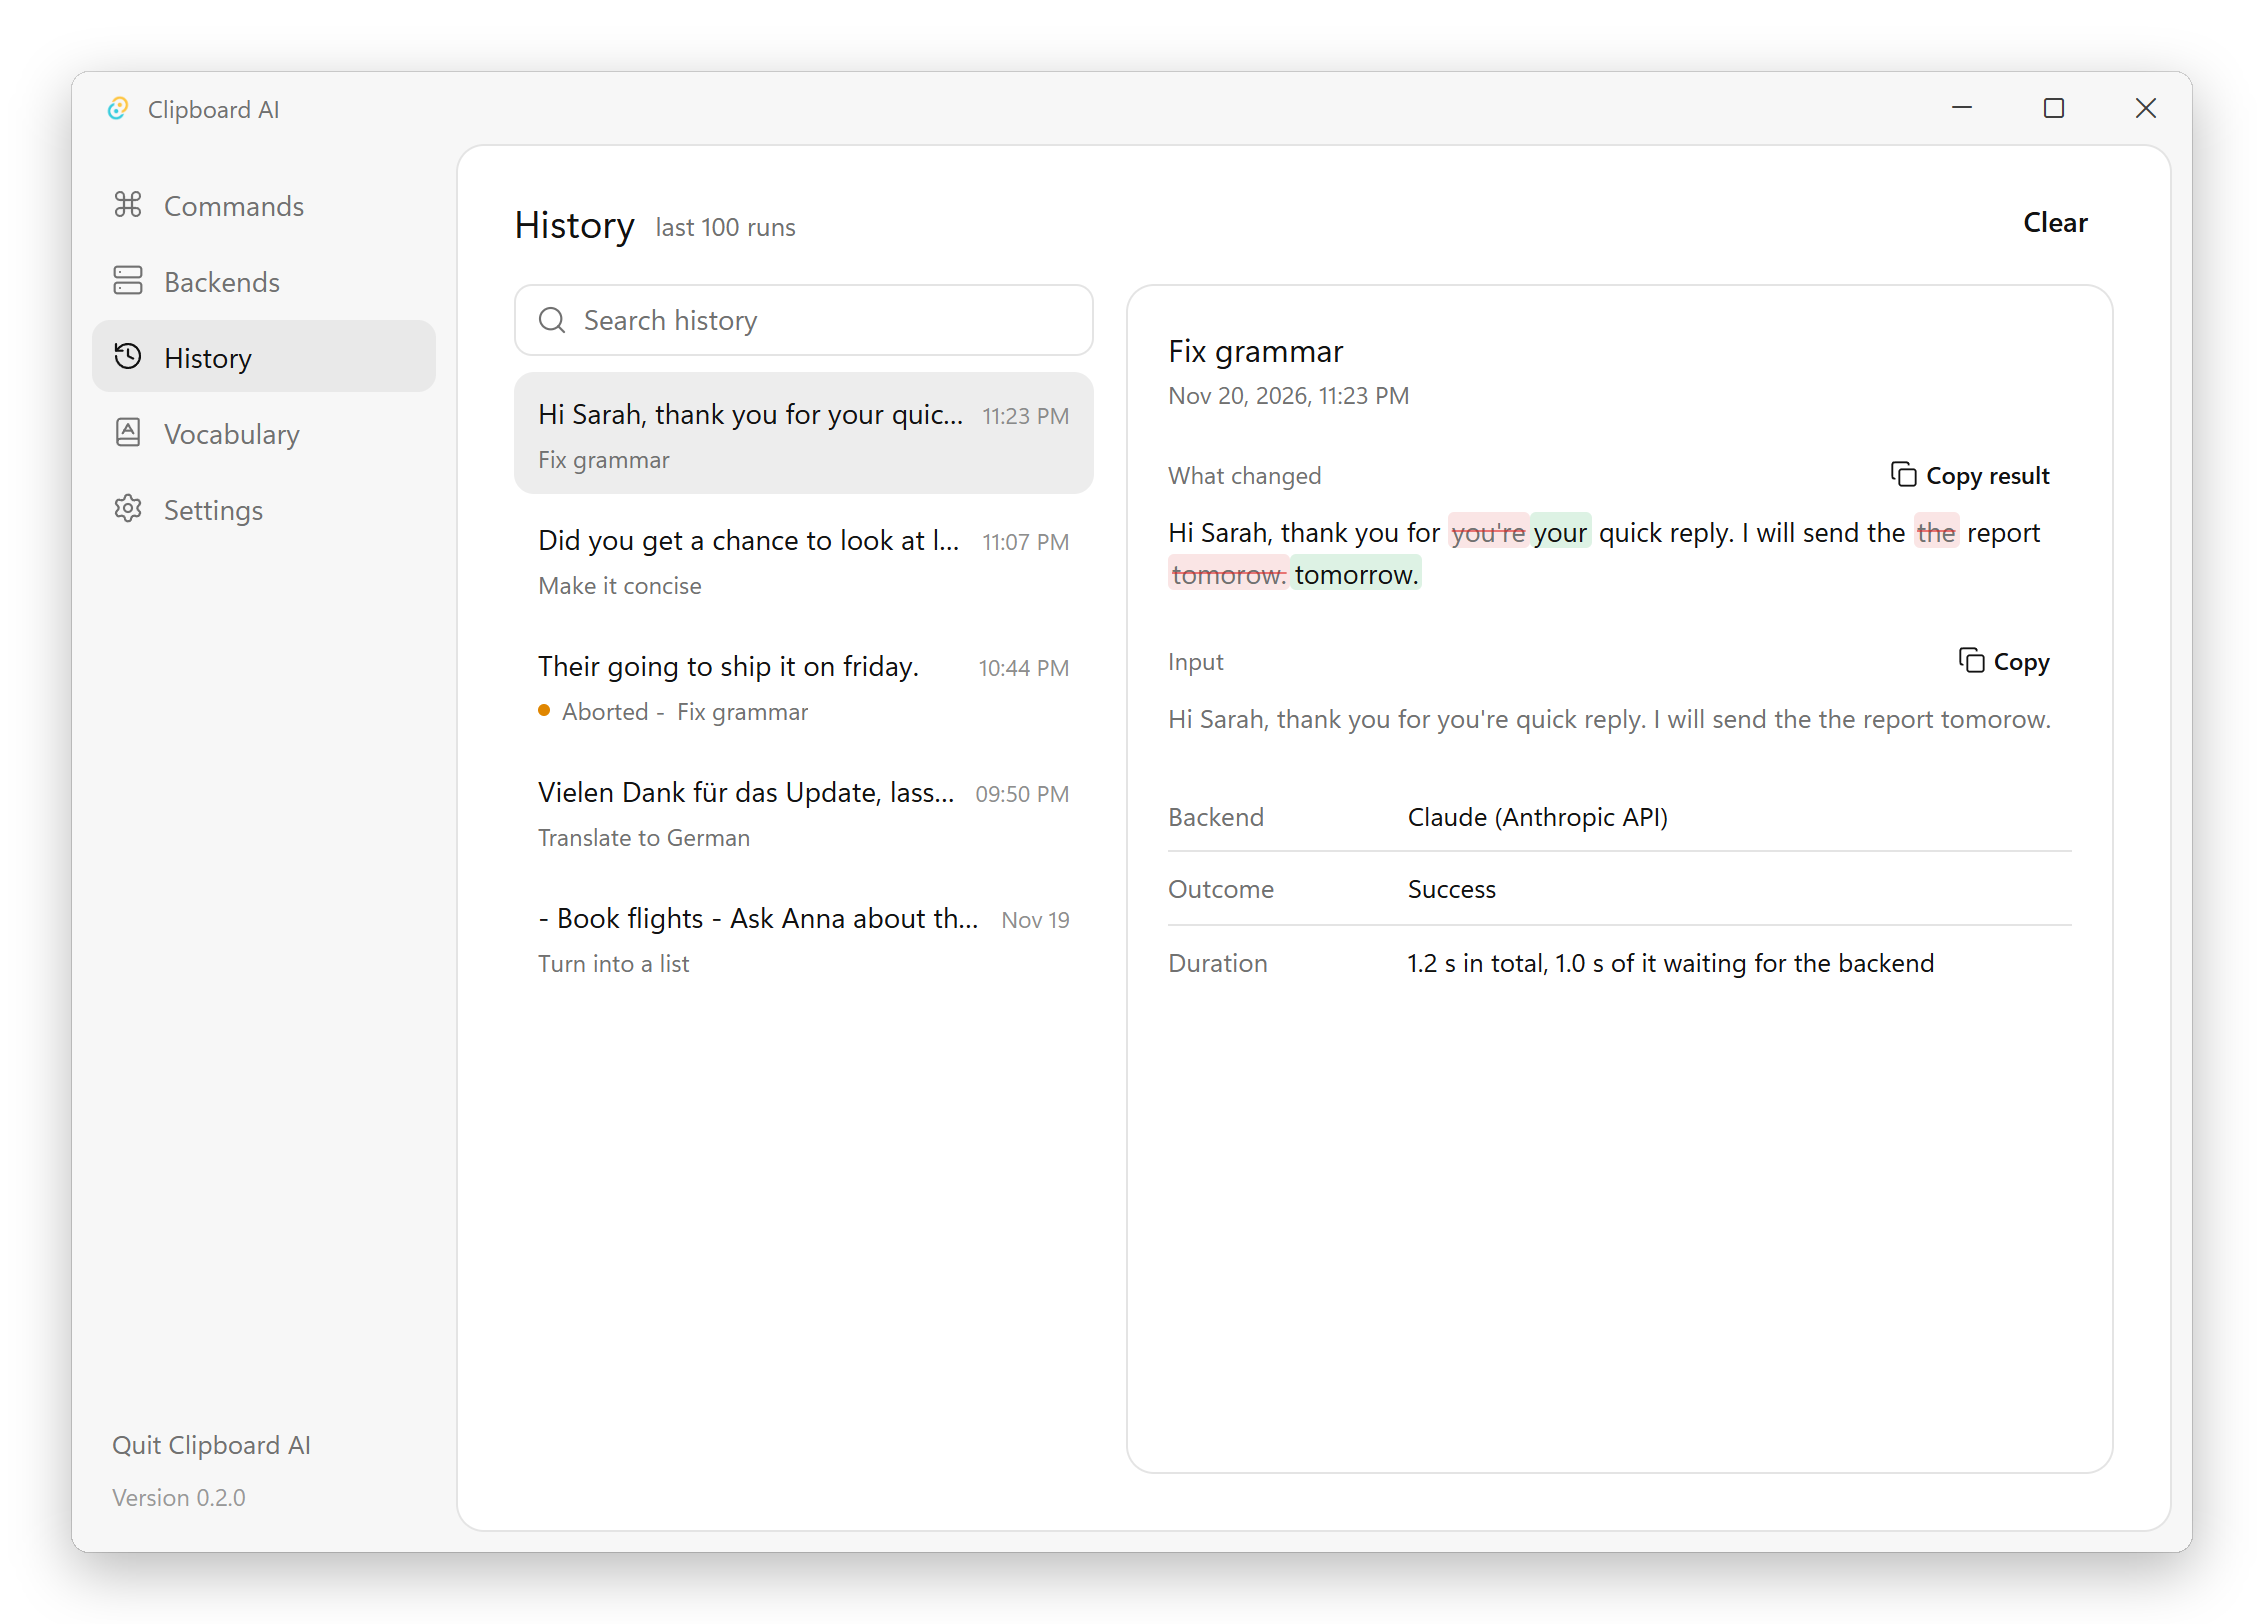 Clipboard AI
Commands
Backends
History
Vocabulary
Settings
Quit Clipboard AI
Version 0.2.0
History last 100 runs
Clear
Search history
Hi Sarah, thank you for your quic... 11:23 PM
Fix grammar
Did you get a chance to look at l... 11:07 PM
Make it concise
Their going to ship it on friday. 10:44 PM
Aborted - Fix grammar
Vielen Dank für das Update, lass... 09:50 PM
Translate to German
- Book flights - Ask Anna about th... Nov 19
Turn into a list
Fix grammar
Nov 20, 2026, 11:23 PM
What changed
Copy result
Hi Sarah, thank you for you're your quick reply. I will send the the report
tomorow. tomorrow.
Input
Copy
Hi Sarah, thank you for you're quick reply. I will send the the report tomorow.
Backend Claude (Anthropic API)
Outcome Success
Duration 1.2 s in total, 1.0 s of it waiting for the backend